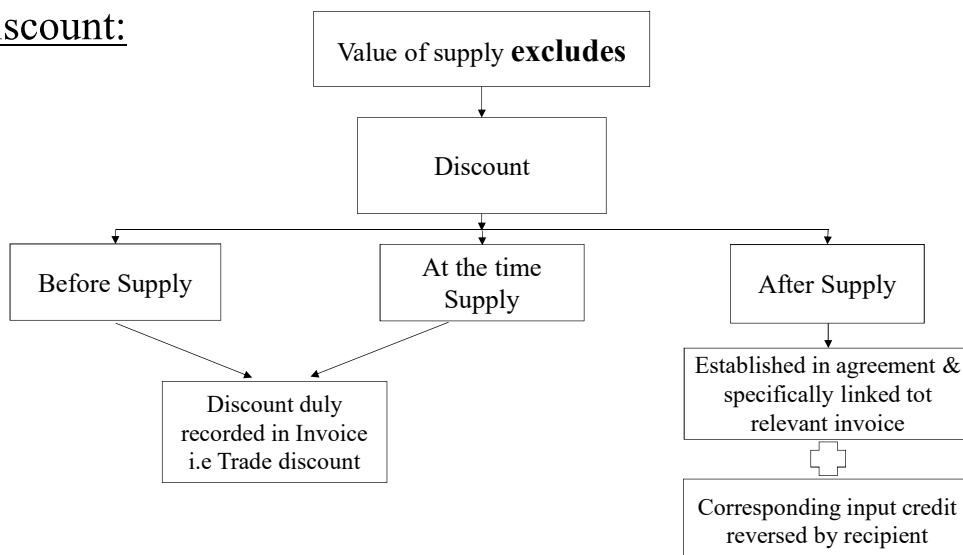 iscount:
Value of supply excludes
Discount
Before Supply
At the time
Supply
After Supply
Discount duly
recorded in Invoice
i.e Trade discount
Established in agreement &
specifically linked tot
relevant invoice
Corresponding input credit
reversed by recipient